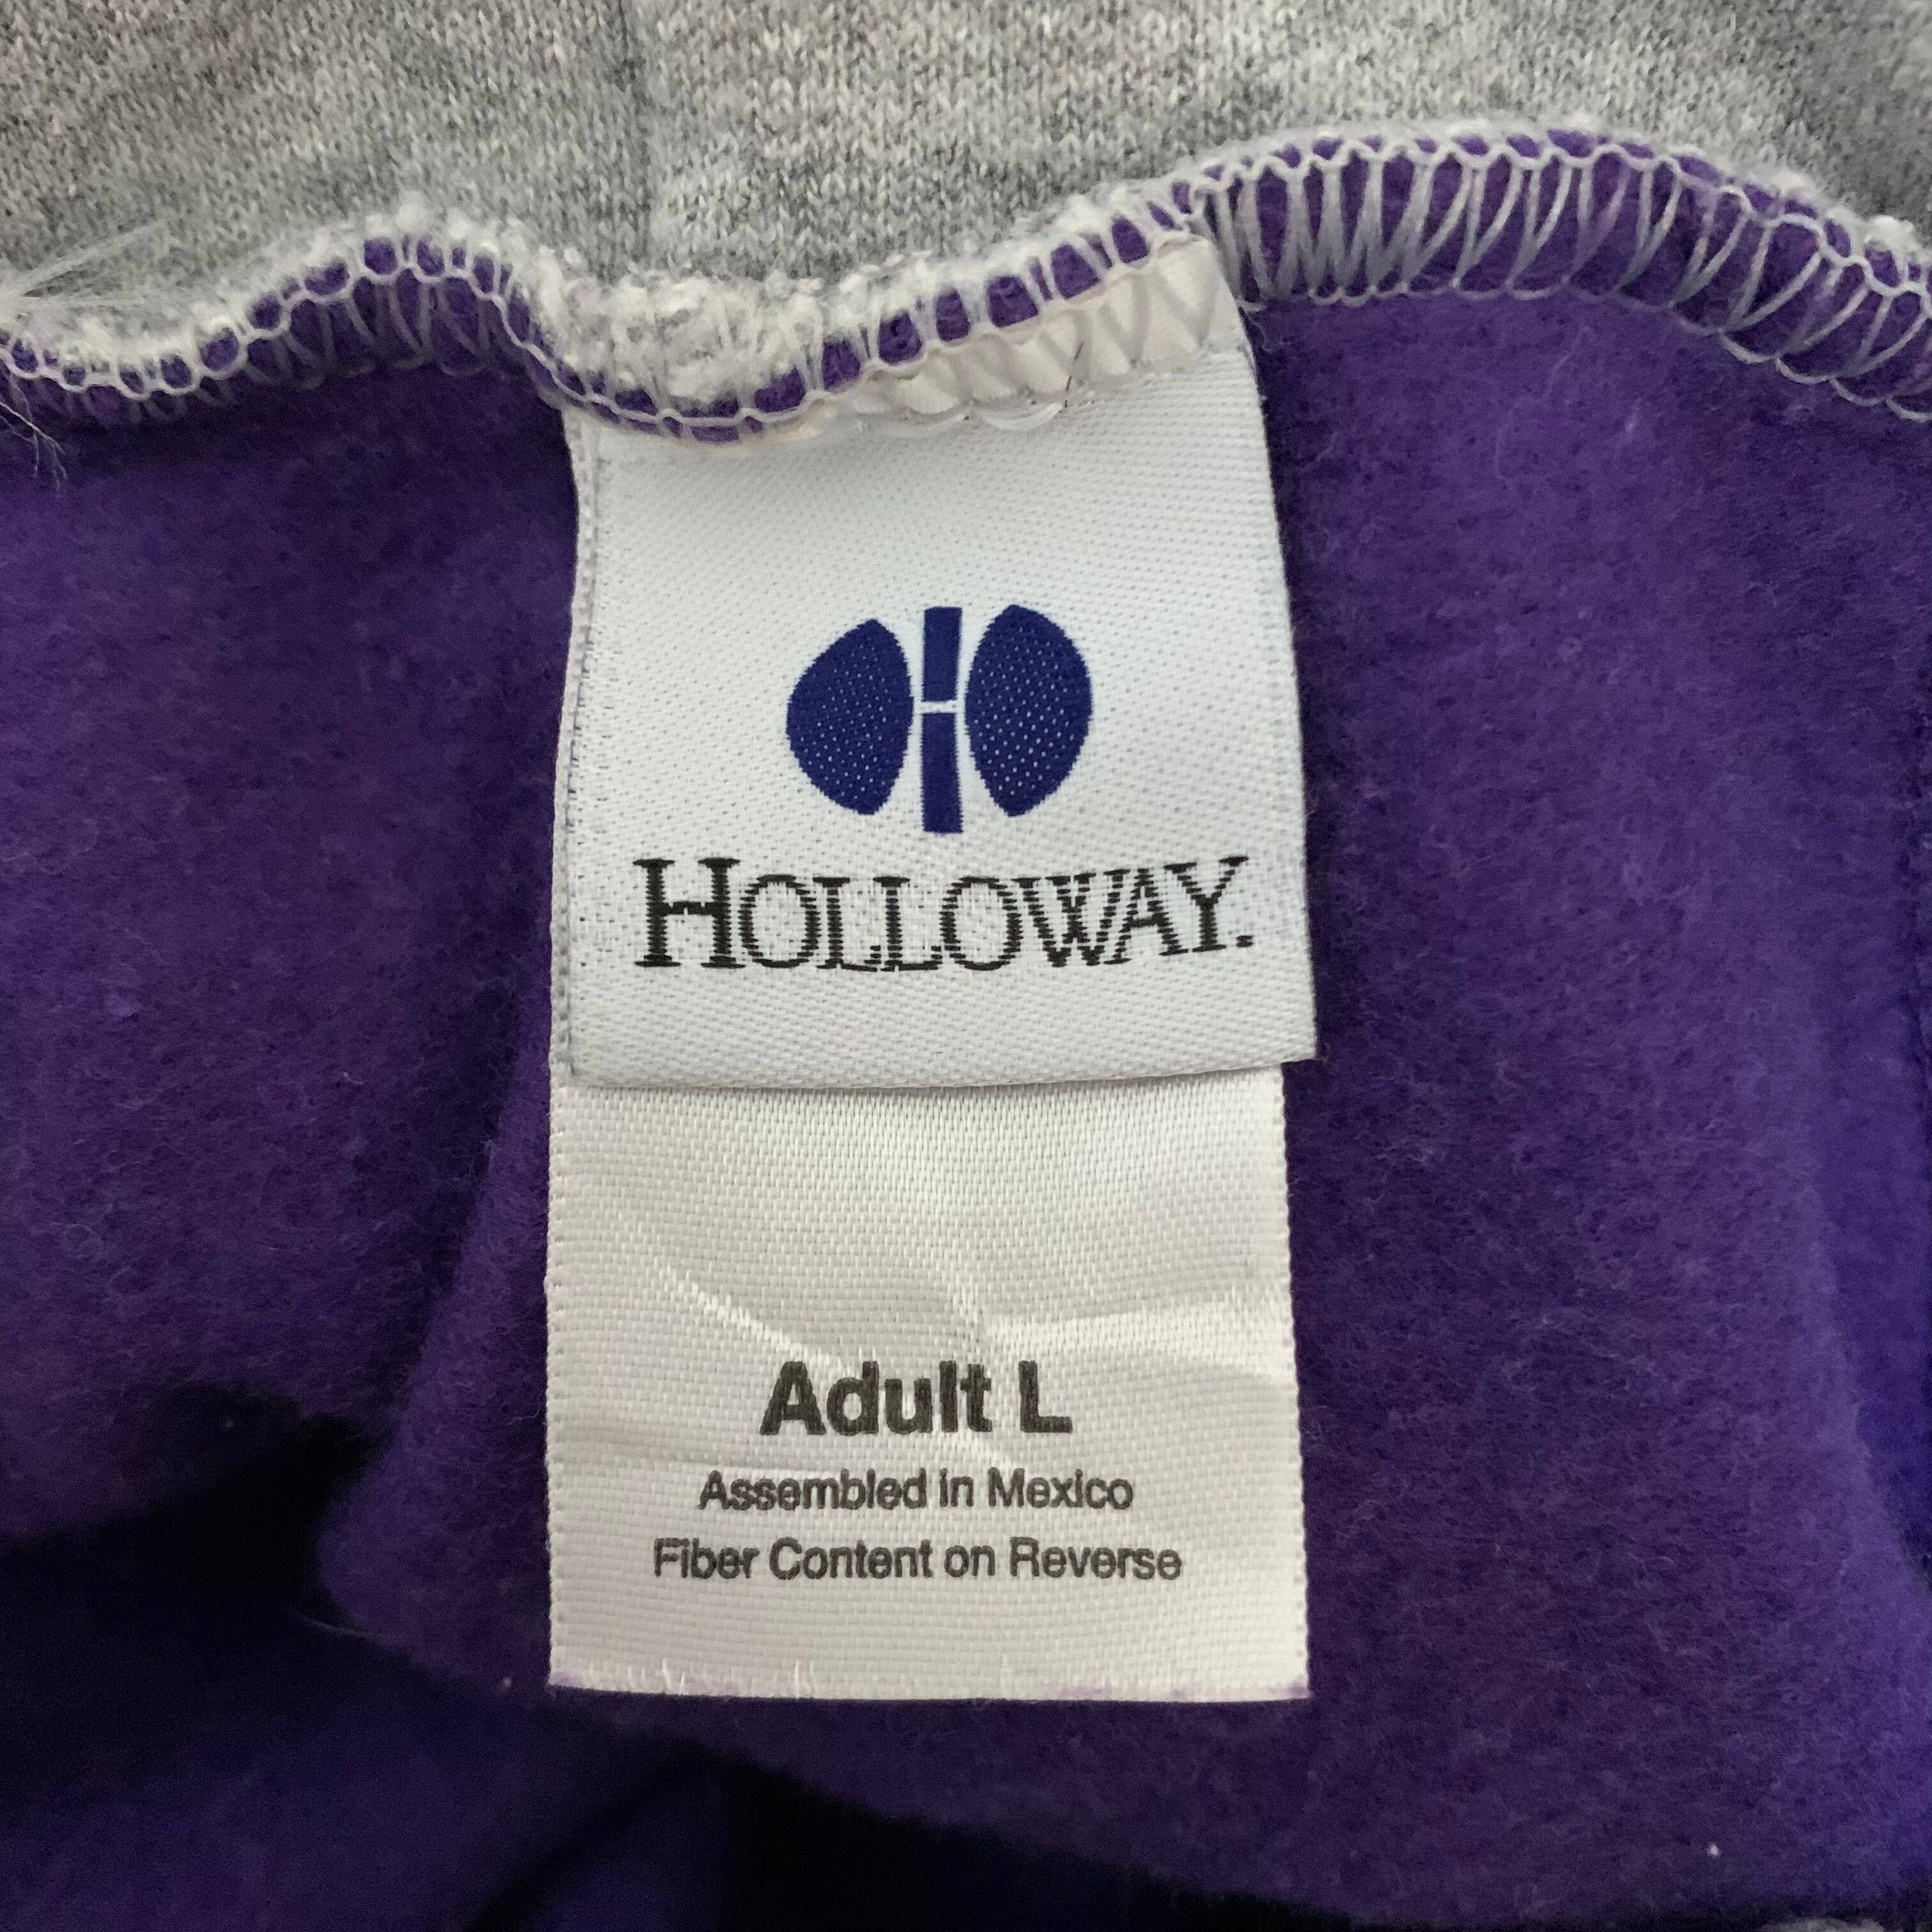 HOLLOWAY.
Adult L
Assembled in Mexico
Fiber Content on Reverse